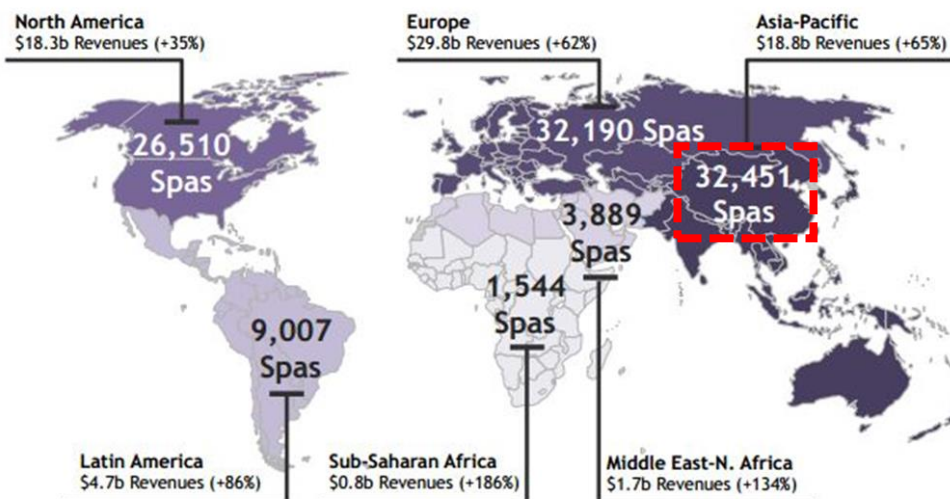 North America
$18.3b Revenues (+35%)
Europe
$29.8b Revenues (+62%)
Asia-Pacific
$18.8b Revenues (+65%)
26,510
Spas
32,190 Spas
32,451
Spas
3,889
Spas
1,544
Spas
9,007
Spas
Latin America
$4.7b Revenues (+86%)
Sub-Saharan Africa
$0.8b Revenues (+186%)
Middle East-N. Africa
$1.7b Revenues (+134%)